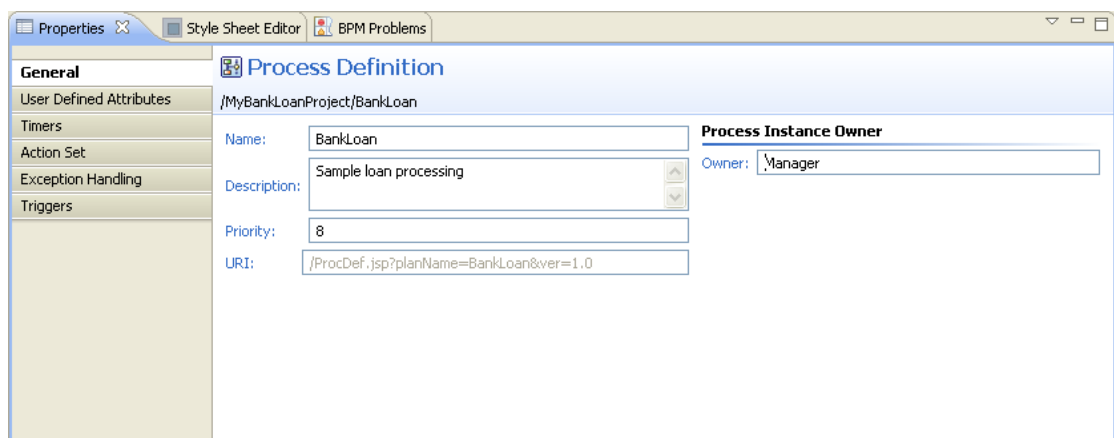 Properties
Style Sheet Editor
BPM Problems
General
User Defined Attributes
Timers
Action Set
Exception Handling
Triggers
Process Definition
/MyBankLoanProject/BankLoan
Name: BankLoan
Description: Sample loan processing
Priority: 8
URI: /ProcDef.jsp?planName=BankLoan&ver=1.0
Process Instance Owner
Owner: Manager